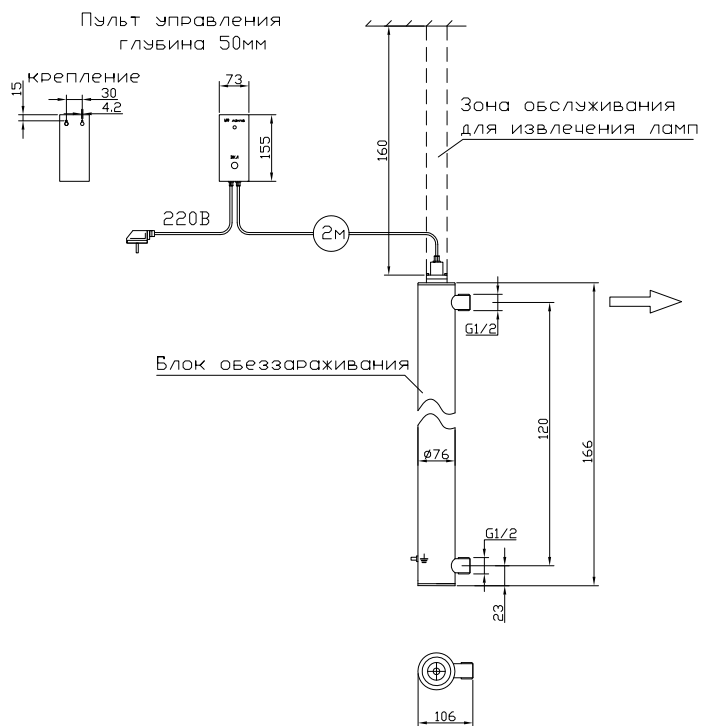 Пульт управления
глубина 50мм
крепление
30
15
4.2
73
155
ВКЛ
160
Зона обслуживания
для извлечения ламп
220В
2м
G1/2
Блок обеззараживания
120
166
ø76
G1/2
23
106